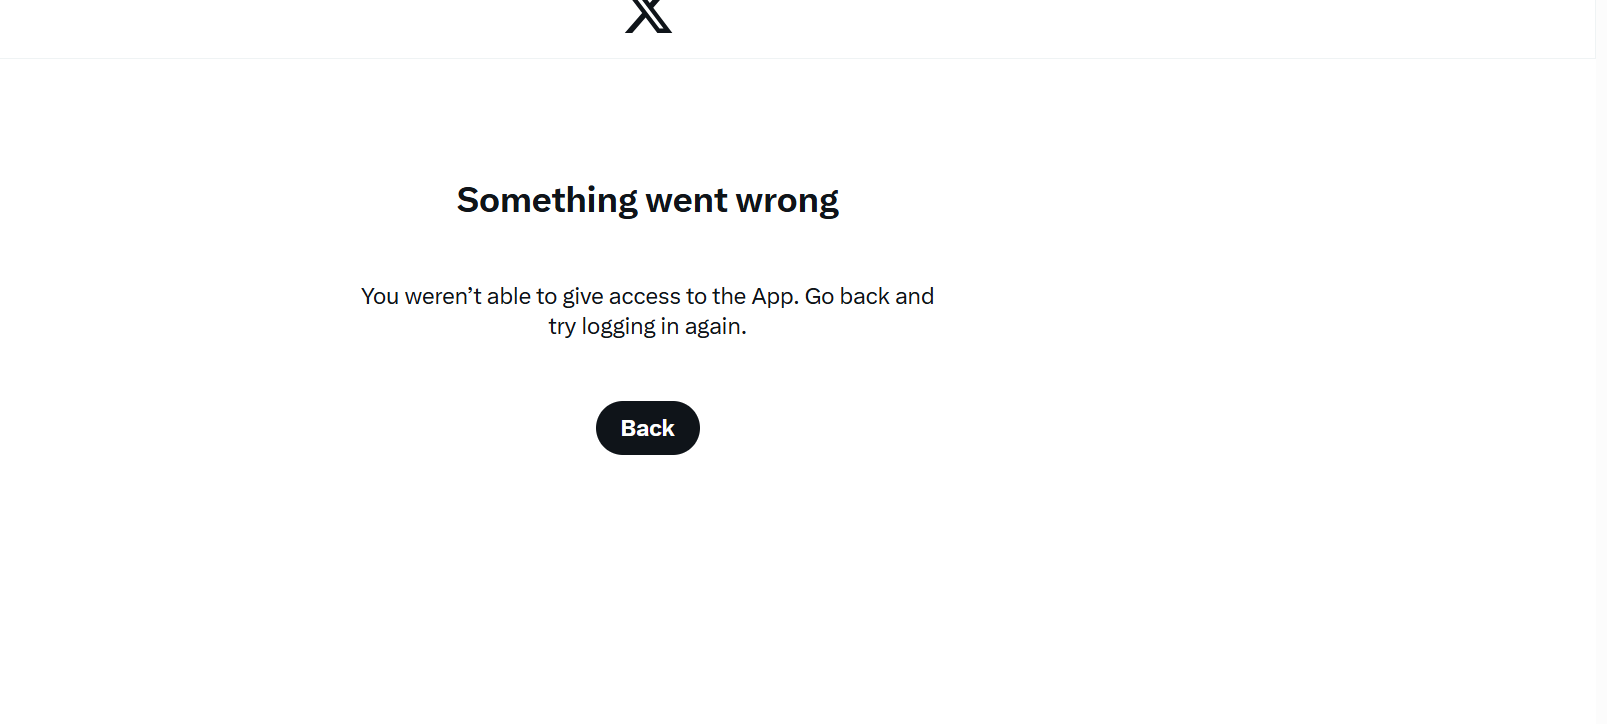 Something went wrong
You weren’t able to give access to the App. Go back and
try logging in again.
Back